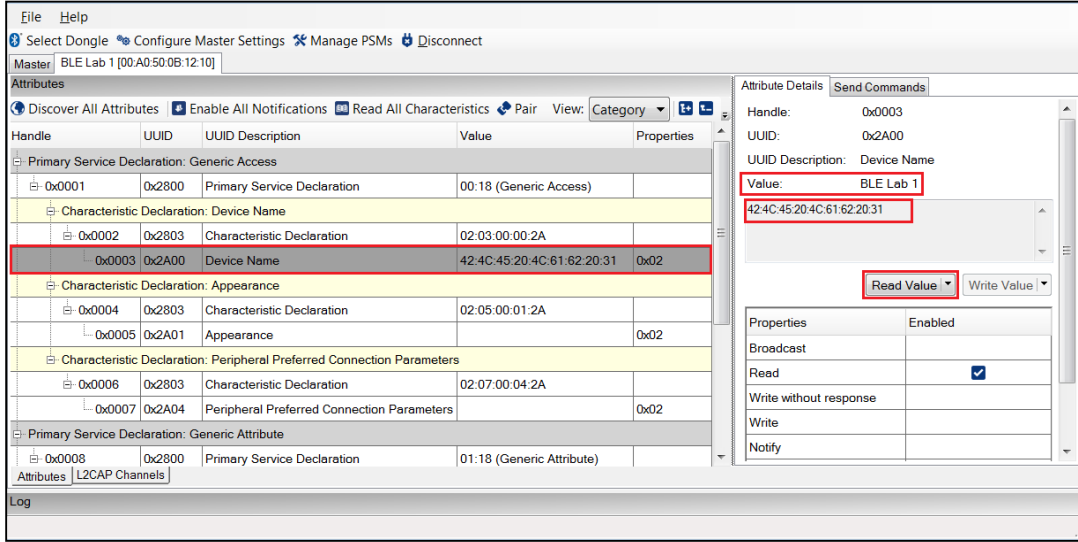 File Help
Select Dongle Configure Master Settings Manage PSMs Disconnect
Master BLE Lab 1 [00:A0:50:0B:12:10]
Attributes
Discover All Attributes Enable All Notifications Read All Characteristics Pair View: Category
Handle UUID UUID Description Value Properties
Primary Service Declaration: Generic Access
0x0001 0x2800 Primary Service Declaration 00:18 (Generic Access)
Characteristic Declaration: Device Name
0x0002 0x2803 Characteristic Declaration 02:03:00:00:2A
0x0003 0x2A00 Device Name 42:4C:45:20:4C:61:62:20:31 0x02
Characteristic Declaration: Appearance
0x0004 0x2803 Characteristic Declaration 02:05:00:01:2A
0x0005 0x2A01 Appearance 0x02
Characteristic Declaration: Peripheral Preferred Connection Parameters
0x0006 0x2803 Characteristic Declaration 02:07:00:04:2A
0x0007 0x2A04 Peripheral Preferred Connection Parameters 0x02
Primary Service Declaration: Generic Attribute
0x0008 0x2800 Primary Service Declaration 01:18 (Generic Attribute)
Attributes L2CAP Channels
Attribute Details Send Commands
Handle: 0x0003
UUID: 0x2A00
UUID Description: Device Name
Value: BLE Lab 1
42:4C:45:20:4C:61:62:20:31
Read Value Write Value
Properties Enabled
Broadcast
Read
Write without response
Write
Notify
Log